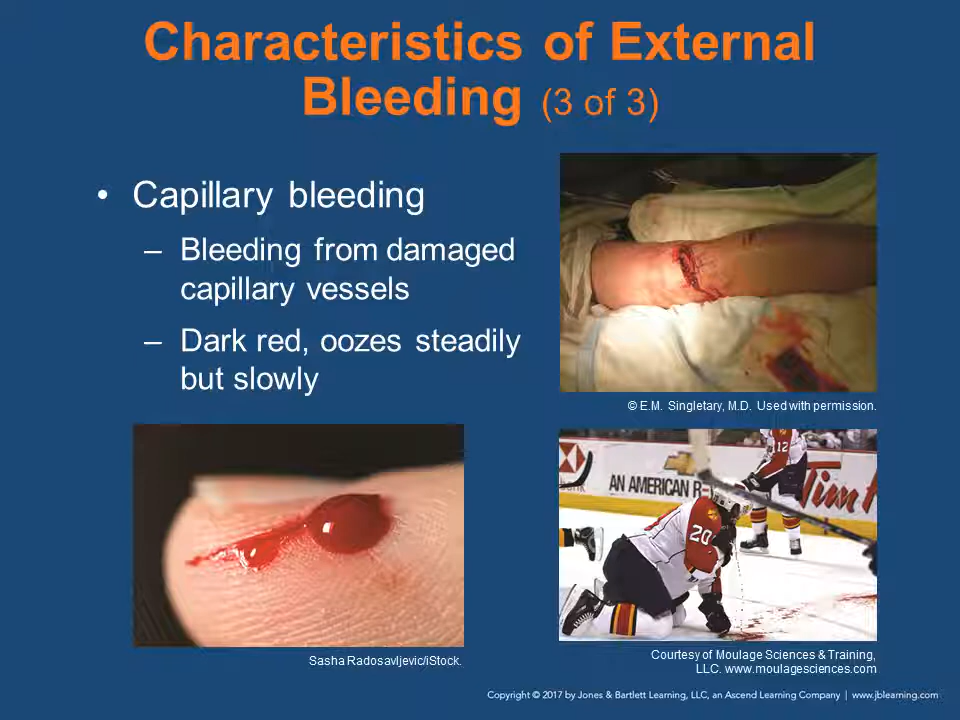 Characteristics of External
Bleeding (3 of 3)
• Capillary bleeding
– Bleeding from damaged
capillary vessels
– Dark red, oozes steadily
but slowly
© E.M. Singletary, M.D. Used with permission.
12
AN AMERICAN R
Tim H
20
Sasha Radosavljevic/iStock.
Courtesy of Moulage Sciences & Training,
LLC. www.moulagesciences.com
Copyright © 2017 by Jones & Bartlett Learning, LLC, an Ascend Learning Company | www.jblearning.com